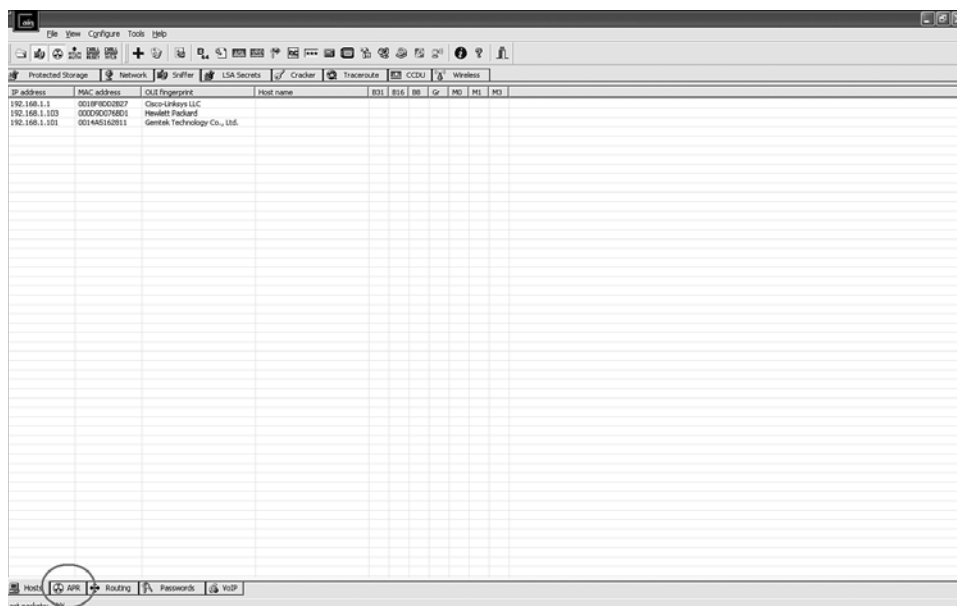 File View Configure Tools Help
Protected Storage Network Sniffer LSA Secrets Cracker Traceroute CCDU Wireless
IP address MAC address OUI fingerprint Host name B31 B16 B8 Gr M0 M1 M3
192.168.1.1 0018F8DD2B27 Cisco-Linksys LLC
192.168.1.103 000D9D076BD1 Hewlett Packard
192.168.1.101 0014A5162811 Gemtek Technology Co., Ltd.
Hosts APR Routing Passwords VoIP